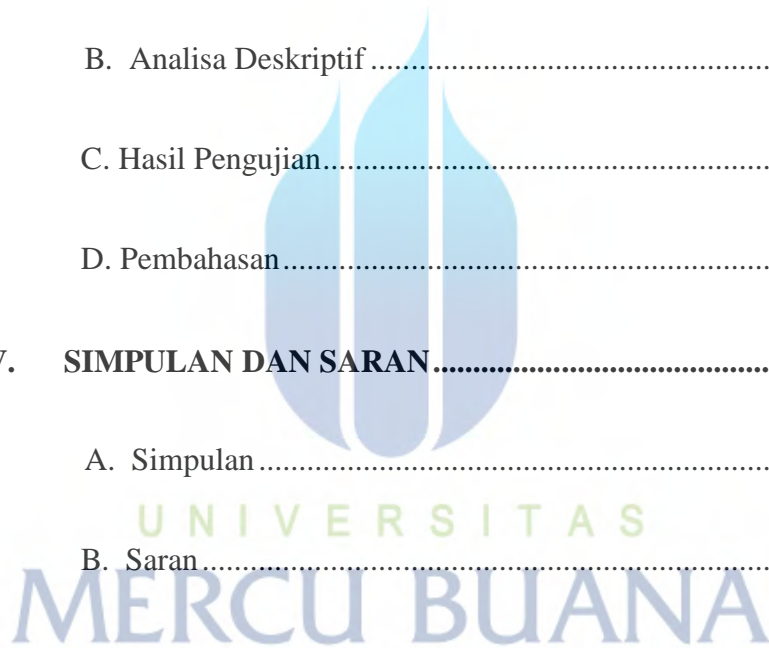 B. Analisa Deskriptif ..................................................
C. Hasil Pengujian........................................................
D. Pembahasan.............................................................
V. SIMPULAN DAN SARAN..........................................
A. Simpulan ................................................................
UNIVERSITAS
B. Saran .......................................................................
MERCU BUANA